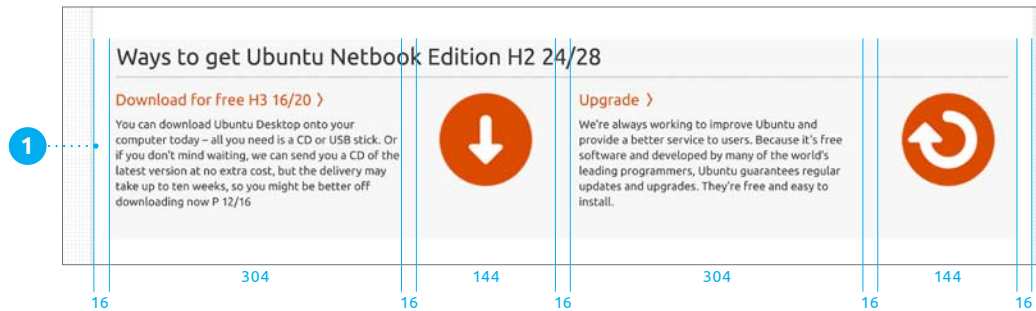 Ways to get Ubuntu Netbook Edition H2 24/28
Download for free H3 16/20 〉
You can download Ubuntu Desktop onto your
computer today – all you need is a CD or USB stick. Or
if you don't mind waiting, we can send you a CD of the
latest version at no extra cost, but the delivery may
take up to ten weeks, so you might be better off
downloading now P 12/16
Upgrade 〉
We're always working to improve Ubuntu and
provide a better service to users. Because it's free
software and developed by many of the world's
leading programmers, Ubuntu guarantees regular
updates and upgrades. They're free and easy to
install.
1
304 144 304 144
16 16 16 16 16